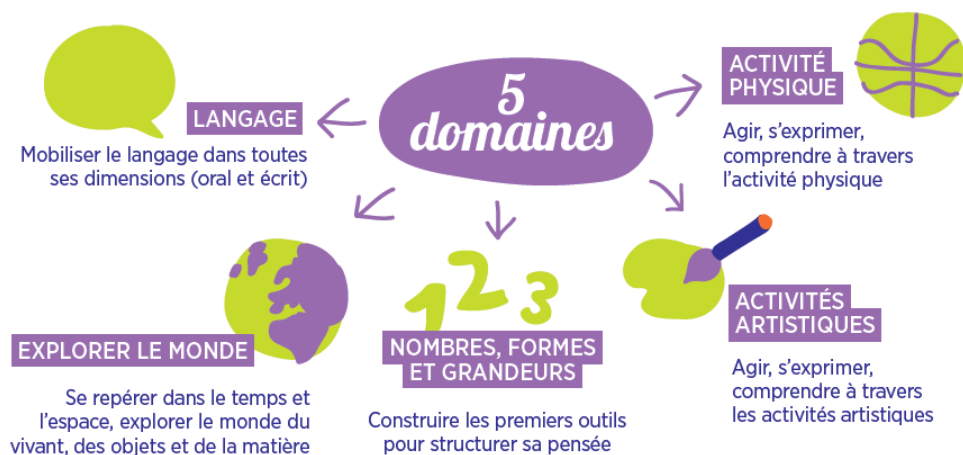 5
domaines
LANGAGE
Mobiliser le langage dans toutes
ses dimensions (oral et écrit)
ACTIVITÉ
PHYSIQUE
Agir, s'exprimer,
comprendre à travers
l'activité physique
EXPLORER LE MONDE
Se repérer dans le temps et
l'espace, explorer le monde du
vivant, des objets et de la matière
1 2 3
NOMBRES, FORMES
ET GRANDEURS
Construire les premiers outils
pour structurer sa pensée
ACTIVITÉS
ARTISTIQUES
Agir, s'exprimer,
comprendre à travers
les activités artistiques